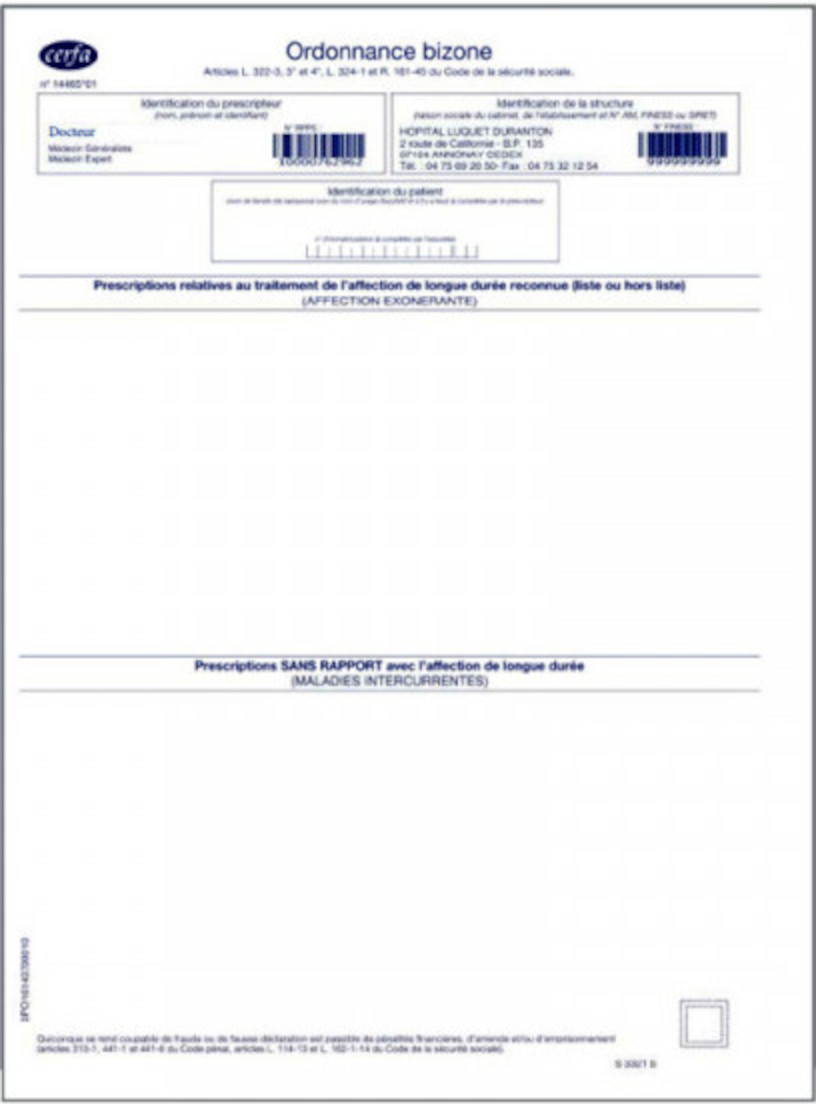 cerfa
n° 14465*01
Ordonnance bizone
Articles L. 322-3, 3° et 4°, L. 324-1 et R. 161-45 du Code de la sécurité sociale.
Identification du prescripteur
(nom, prénom et identifiant)
N° RPPS
Docteur
Médecin Généraliste
Médecin Expert
10000762962
Identification de la structure
(raison sociale du cabinet, de l'établissement et N° AM, FINESS ou SIRET)
N° FINESS
HOPITAL LUQUET DURANTON
2 route de Californie - B.P. 135
07104 ANNONAY CEDEX
Tél. : 04 75 69 20 50- Fax : 04 75 32 12 54
999999999
Identification du patient
n° d'immatriculation (à compléter par l'assuré(e))
Prescriptions relatives au traitement de l'affection de longue durée reconnue (liste ou hors liste)
(AFFECTION EXONERANTE)
Prescriptions SANS RAPPORT avec l'affection de longue durée
(MALADIES INTERCURRENTES)
Quiconque se rend coupable de fraude ou de fausse déclaration est passible de pénalités financières, d'amende et/ou d'emprisonnement
(articles 313-1, 441-1 et 441-6 du Code pénal, articles L. 114-13 et L. 162-1-14 du Code de la sécurité sociale).
S 3321 b